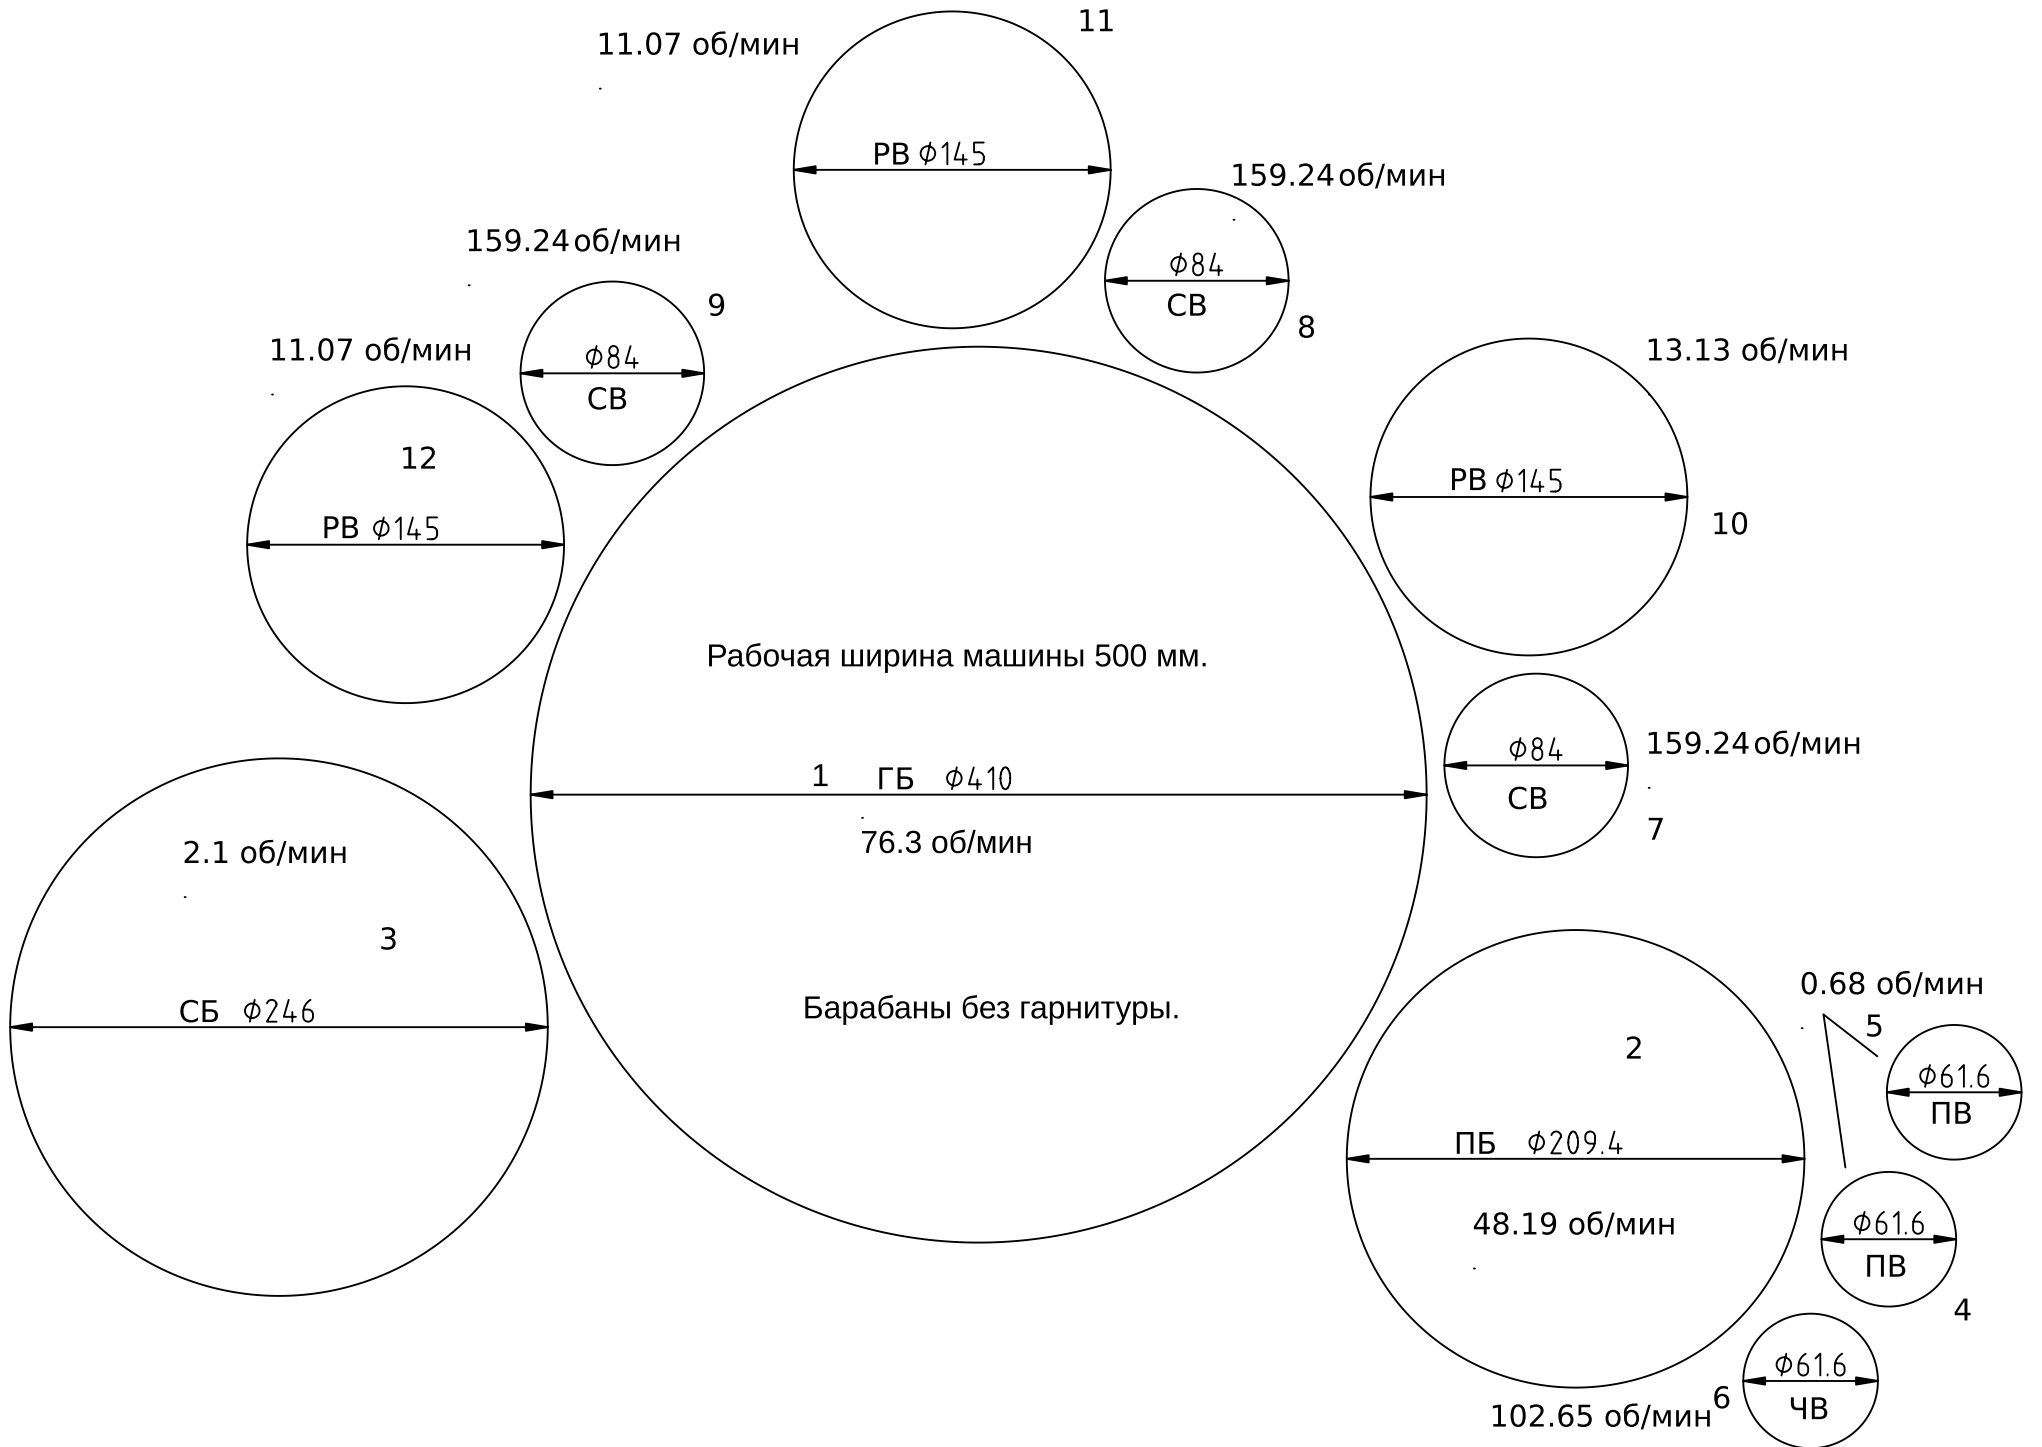 11
11.07 об/мин
РВ ϕ145
159.24 об/мин
ϕ84
СВ
8
159.24 об/мин
9
ϕ84
СВ
11.07 об/мин
12
РВ ϕ145
13.13 об/мин
РВ ϕ145
10
Рабочая ширина машины 500 мм.
1 ГБ ϕ410
76.3 об/мин
Барабаны без гарнитуры.
ϕ84
СВ
159.24 об/мин
7
2.1 об/мин
3
СБ ϕ246
2
ПБ ϕ209.4
48.19 об/мин
0.68 об/мин
5
ϕ61.6
ПВ
ϕ61.6
ПВ
4
ϕ61.6
ЧВ
6
102.65 об/мин